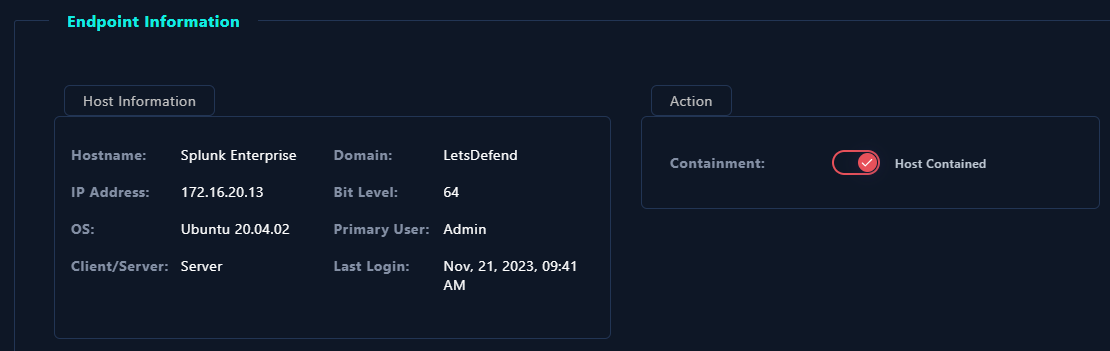 Endpoint Information
Host Information
Action
Hostname: Splunk Enterprise Domain: LetsDefend
IP Address: 172.16.20.13 Bit Level: 64
OS: Ubuntu 20.04.02 Primary User: Admin
Client/Server: Server Last Login: Nov, 21, 2023, 09:41
AM
Containment: Host Contained